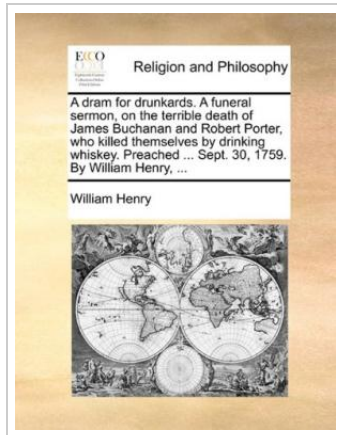 ECCO
Religion and Philosophy
A dram for drunkards. A funeral
sermon, on the terrible death of
James Buchanan and Robert Porter,
who killed themselves by drinking
whiskey. Preached ... Sept. 30, 1759.
By William Henry, ...
William Henry